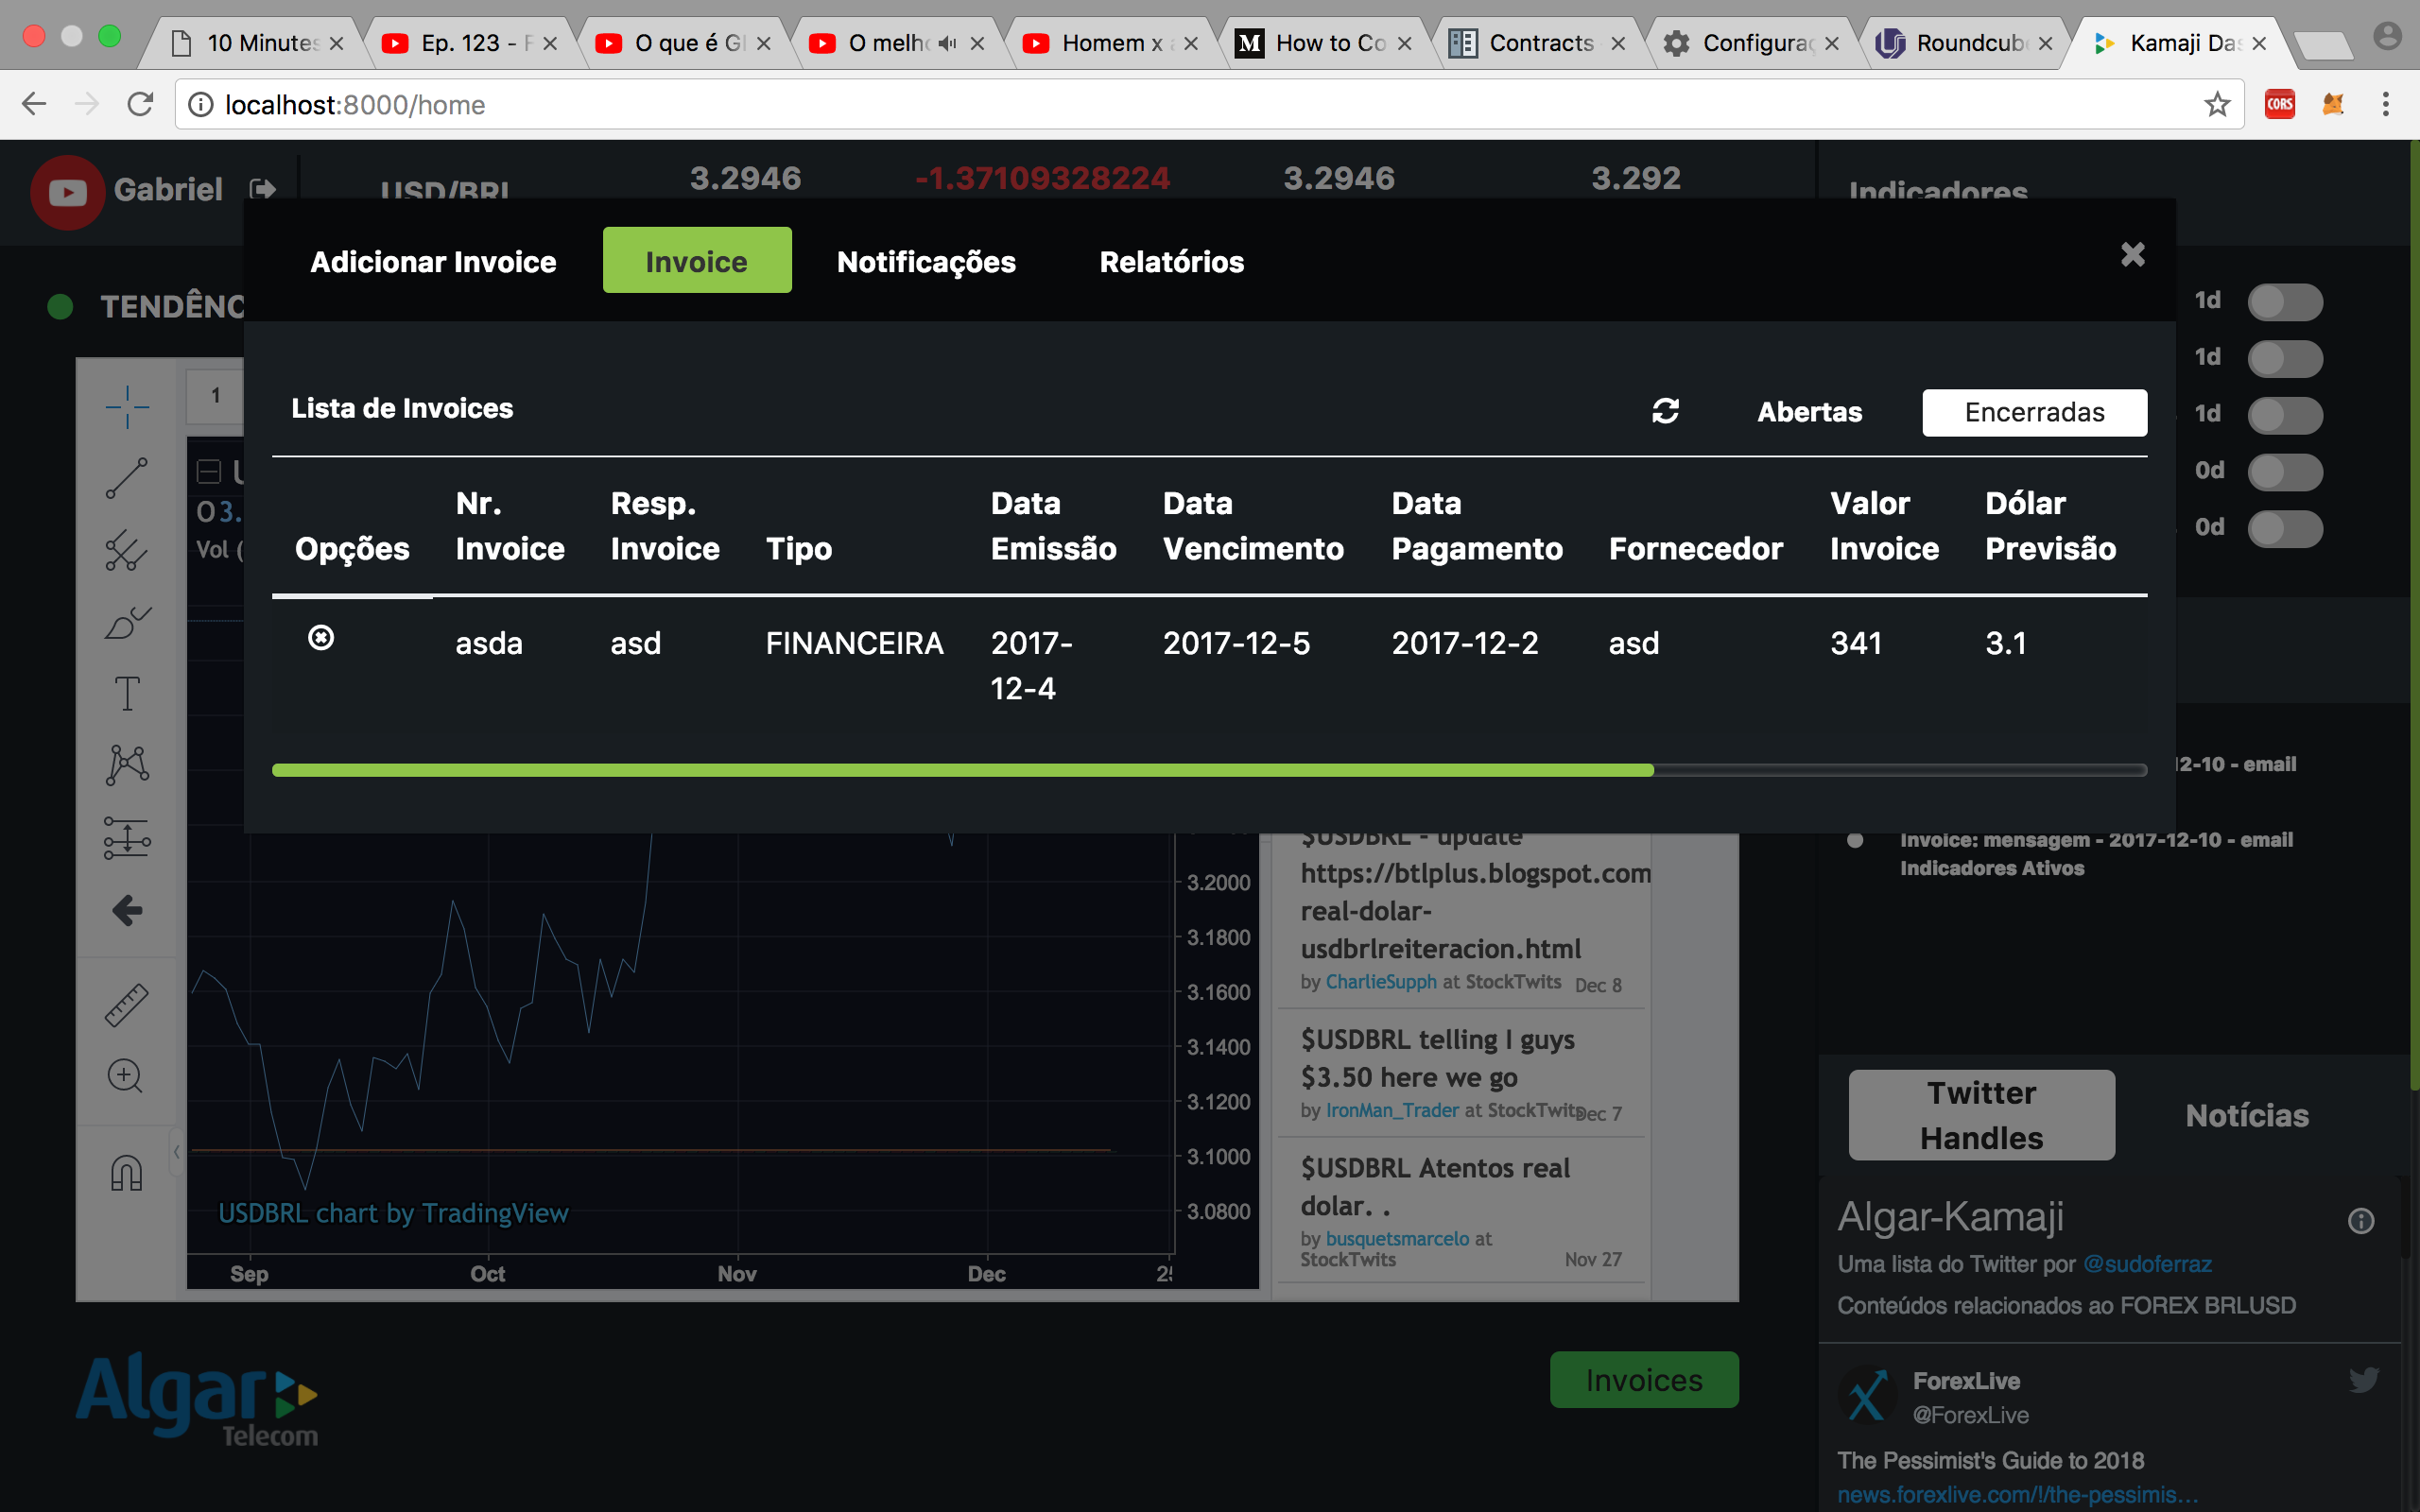 10 Minutes
Ep. 123 -
O que é
O melh
Homem x
How to Co
Contracts
Configura
Roundcub
Kamaji Das
localhost:8000/home
CORS
Gabriel
USD/BRL
3.2946
-1.37109328224
3.2946
3.292
Indicadores
Adicionar Invoice
Invoice
Notificações
Relatórios
TENDÊNC
1d
1d
1d
0d
0d
1
O3.
Vol (
Lista de Invoices
Abertas
Encerradas
Opções
Nr. Invoice
Resp. Invoice
Tipo
Data Emissão
Data Vencimento
Data Pagamento
Fornecedor
Valor Invoice
Dólar Previsão
asda
asd
FINANCEIRA
2017-12-4
2017-12-5
2017-12-2
asd
341
3.1
2-10 - email
Invoice: mensagem - 2017-12-10 - email
Indicadores Ativos
3.2000
3.1800
3.1600
3.1400
3.1200
3.1000
3.0800
USDBRL chart by TradingView
Sep
Oct
Nov
Dec
$USDBRL - update
https://btlplus.blogspot.com
real-dolar-
usdbrlreiteracion.html
by CharlieSupph at StockTwits
Dec 8
$USDBRL telling I guys
$3.50 here we go
by IronMan_Trader at StockTwits
Dec 7
$USDBRL Atentos real
dolar. .
by busquetsmarcelo at
StockTwits
Nov 27
Twitter
Handles
Notícias
Algar-Kamaji
Uma lista do Twitter por @sudoferraz
Conteúdos relacionados ao FOREX BRLUSD
ForexLive
@ForexLive
The Pessimist's Guide to 2018
news.forexlive.com/!/the-pessimis…
Algar
Telecom
Invoices